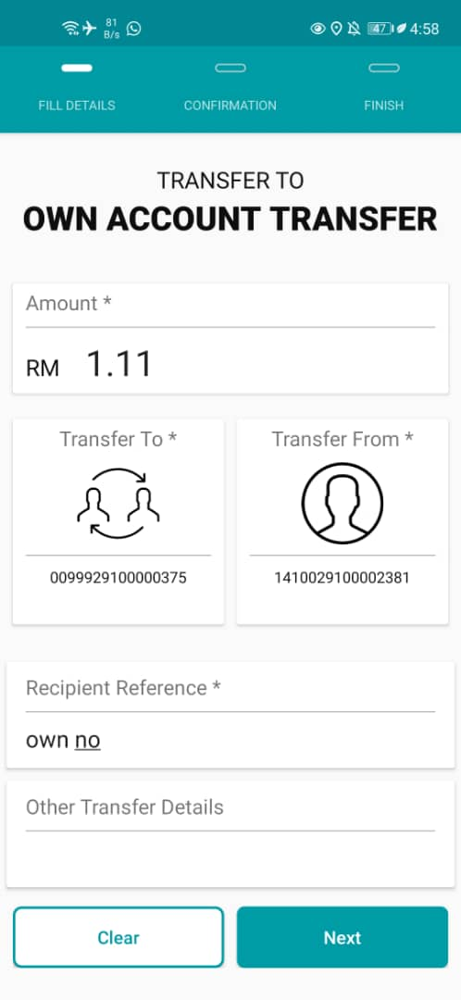 81
B/s
47
4:58
FILL DETAILS
CONFIRMATION
FINISH
TRANSFER TO
OWN ACCOUNT TRANSFER
Amount *
RM 1.11
Transfer To *
Transfer From *
0099929100000375
1410029100002381
Recipient Reference *
own no
Other Transfer Details
Clear
Next